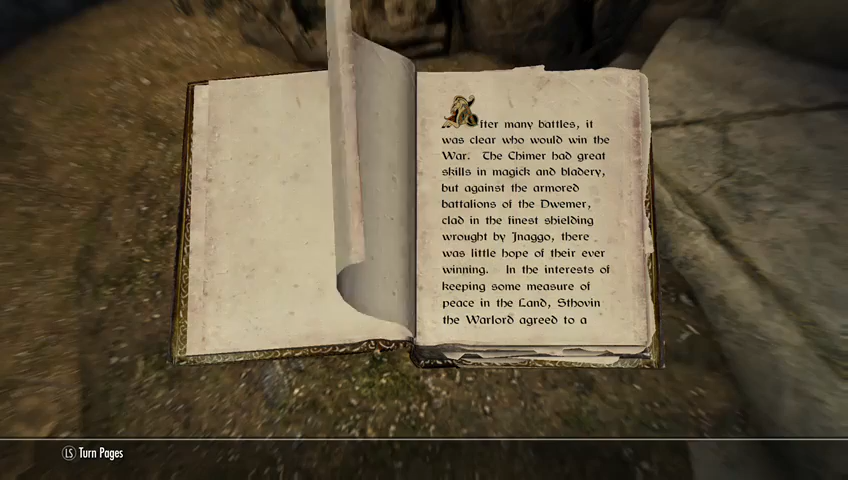 After many battles, it
was clear who would win the
War. The Chimer had great
skills in magick and bladery,
but against the armored
battalions of the Dwemer,
clad in the finest shielding
wrought by Jnaggo, there
was little hope of their ever
winning. In the interests of
keeping some measure of
peace in the Land, Sthovin
the Warlord agreed to a
LS Turn Pages